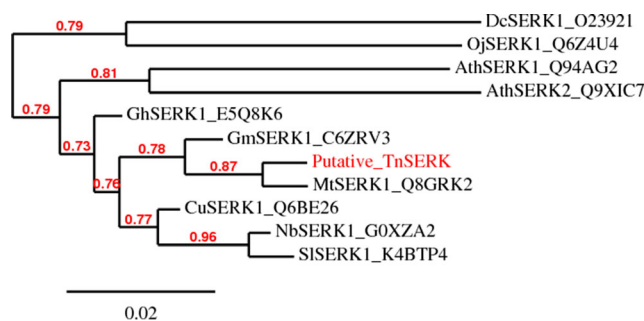 0.79
DcSERK1_O23921
OjSERK1_Q6Z4U4
0.81
AthSERK1_Q94AG2
0.79
AthSERK2_Q9XIC7
GhSERK1_E5Q8K6
0.73
GmSERK1_C6ZRV3
0.78
Putative_TnSERK
0.87
0.76
MtSERK1_Q8GRK2
CuSERK1_Q6BE26
0.77
NbSERK1_G0XZA2
0.96
SlSERK1_K4BTP4
0.02